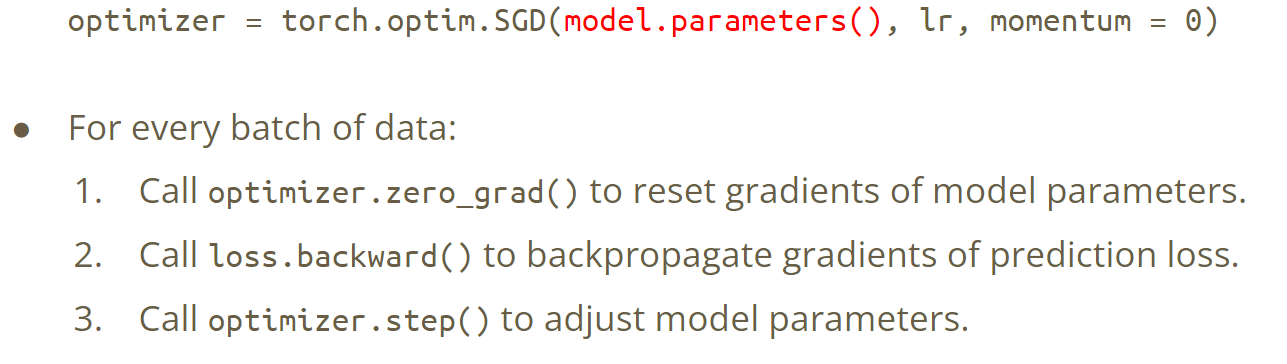 optimizer = torch.optim.SGD(model.parameters(), lr, momentum = 0)
● For every batch of data:
1. Call optimizer.zero_grad() to reset gradients of model parameters.
2. Call loss.backward() to backpropagate gradients of prediction loss.
3. Call optimizer.step() to adjust model parameters.